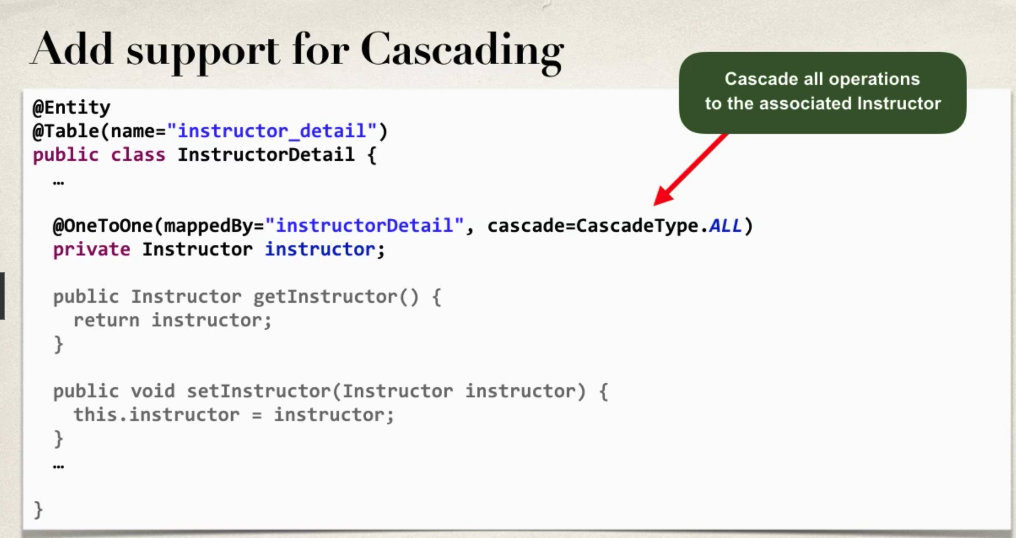 Add support for Cascading
Cascade all operations
to the associated Instructor
@Entity
@Table(name="instructor_detail")
public class InstructorDetail {
…
@OneToOne(mappedBy="instructorDetail", cascade=CascadeType.ALL)
private Instructor instructor;
public Instructor getInstructor() {
return instructor;
}
public void setInstructor(Instructor instructor) {
this.instructor = instructor;
}
…
}